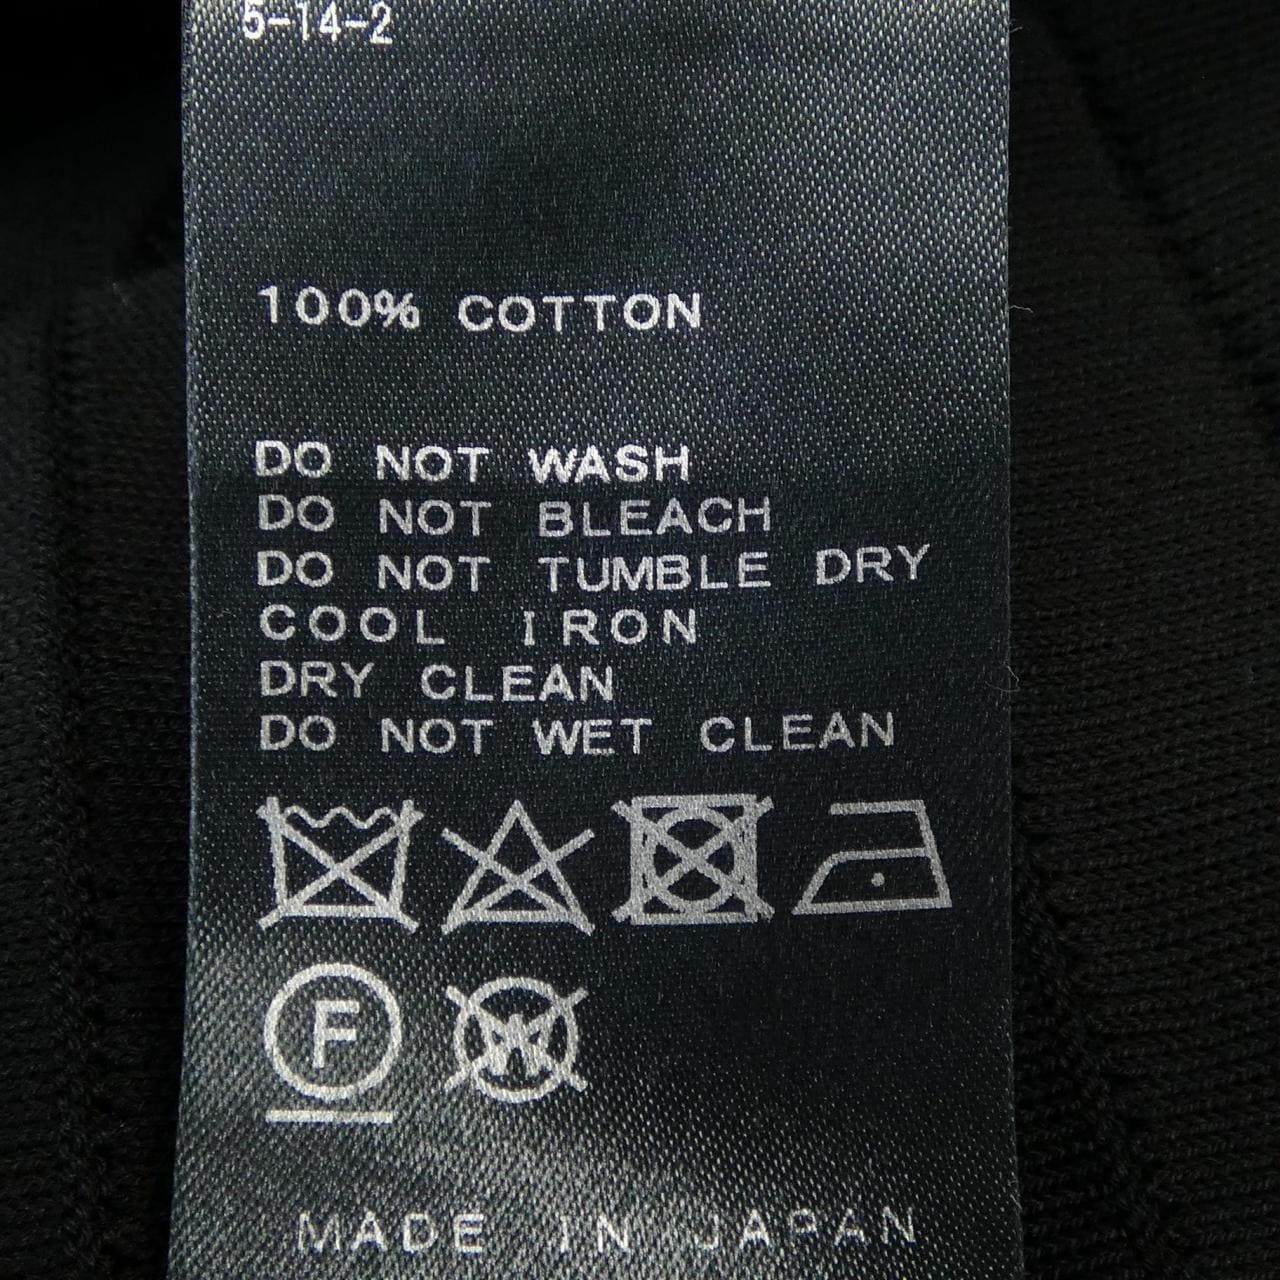 5-14-2
100% COTTON
DO NOT WASH
DO NOT BLEACH
DO NOT TUMBLE DRY
COOL IRON
DRY CLEAN
DO NOT WET CLEAN
F W
MADE IN JAPAN